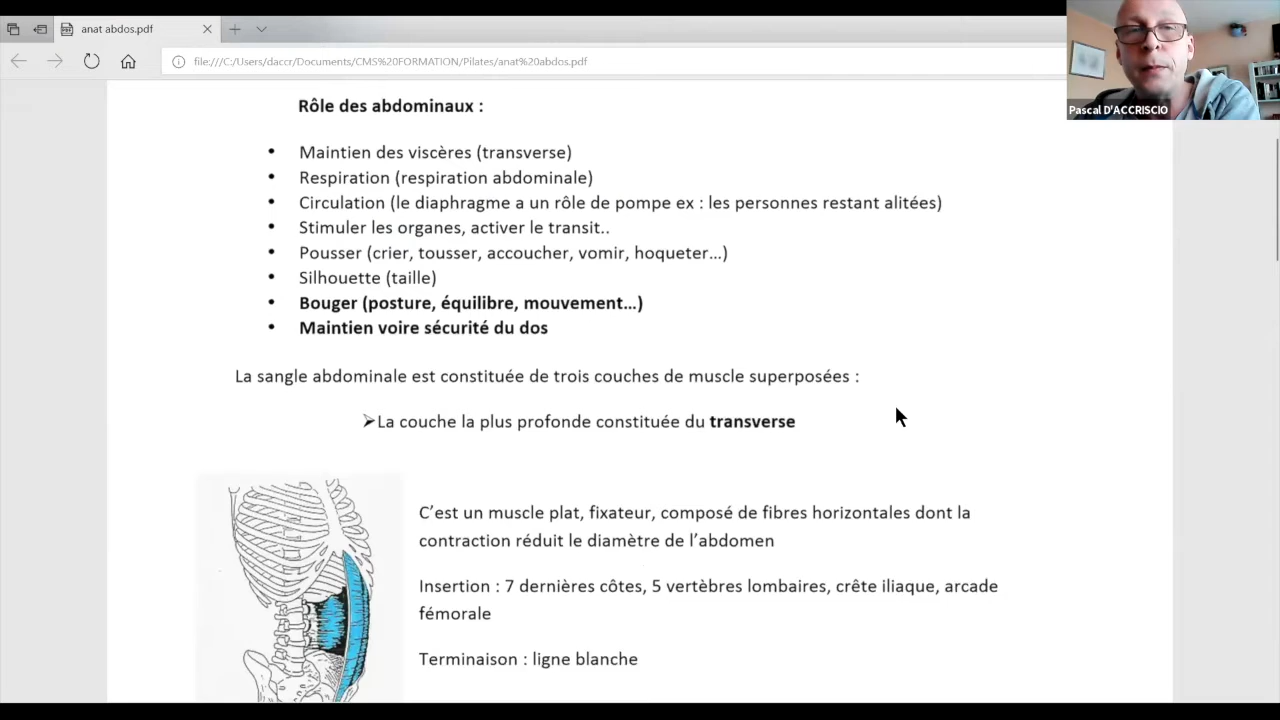 anat abdos.pdf
file:///C:/Users/daccr/Documents/CMS%20FORMATION/Pilates/anat%20abdos.pdf
Pascal D'ACCRISCIO
Rôle des abdominaux :
• Maintien des viscères (transverse)
• Respiration (respiration abdominale)
• Circulation (le diaphragme a un rôle de pompe ex : les personnes restant alitées)
• Stimuler les organes, activer le transit..
• Pousser (crier, tousser, accoucher, vomir, hoqueter…)
• Silhouette (taille)
• Bouger (posture, équilibre, mouvement…)
• Maintien voire sécurité du dos
La sangle abdominale est constituée de trois couches de muscle superposées :
➢La couche la plus profonde constituée du transverse
C’est un muscle plat, fixateur, composé de fibres horizontales dont la
contraction réduit le diamètre de l’abdomen
Insertion : 7 dernières côtes, 5 vertèbres lombaires, crête iliaque, arcade
fémorale
Terminaison : ligne blanche